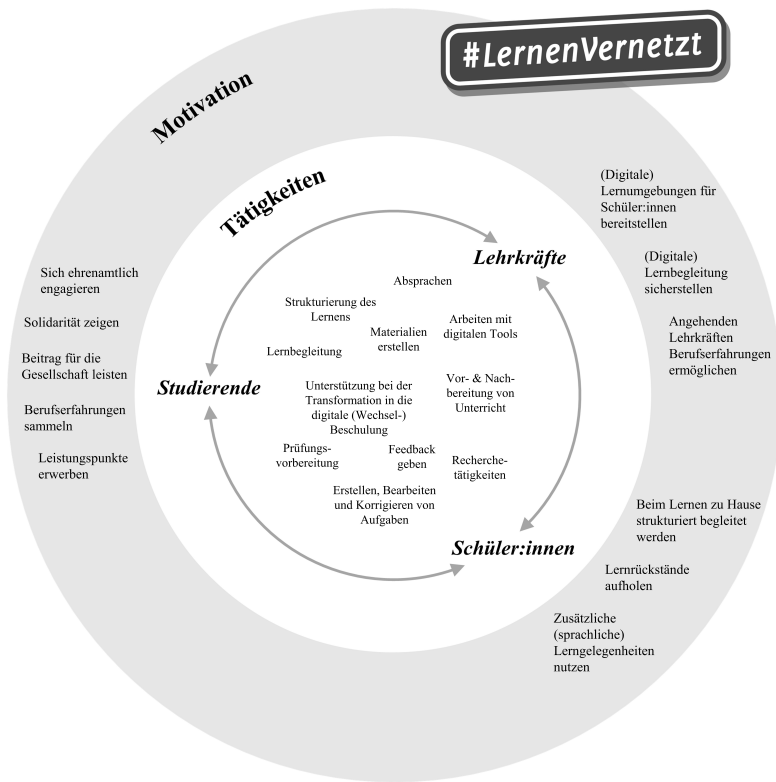 #LernenVernetzt
Motivation
Tätigkeiten
(Digitale)
Lernumgebungen für
Schüler:innen
bereitstellen
(Digitale)
Lernbegleitung
sicherstellen
Angehenden
Lehrkräften
Berufserfahrungen
ermöglichen
Sich ehrenamtlich
engagieren
Solidarität zeigen
Beitrag für die
Gesellschaft leisten
Berufserfahrungen
sammeln
Leistungspunkte
erwerben
Lehrkräfte
Studierende
Schüler:innen
Absprachen
Strukturierung des
Lernens
Materialien
erstellen
Arbeiten mit
digitalen Tools
Lernbegleitung
Unterstützung bei der
Transformation in die
digitale (Wechsel-)
Beschulung
Vor- & Nach-
bereitung von
Unterricht
Prüfungs-
vorbereitung
Feedback
geben
Recherche-
tätigkeiten
Erstellen, Bearbeiten
und Korrigieren von
Aufgaben
Beim Lernen zu Hause
strukturiert begleitet
werden
Lernrückstände
aufholen
Zusätzliche
(sprachliche)
Lerngelegenheiten
nutzen